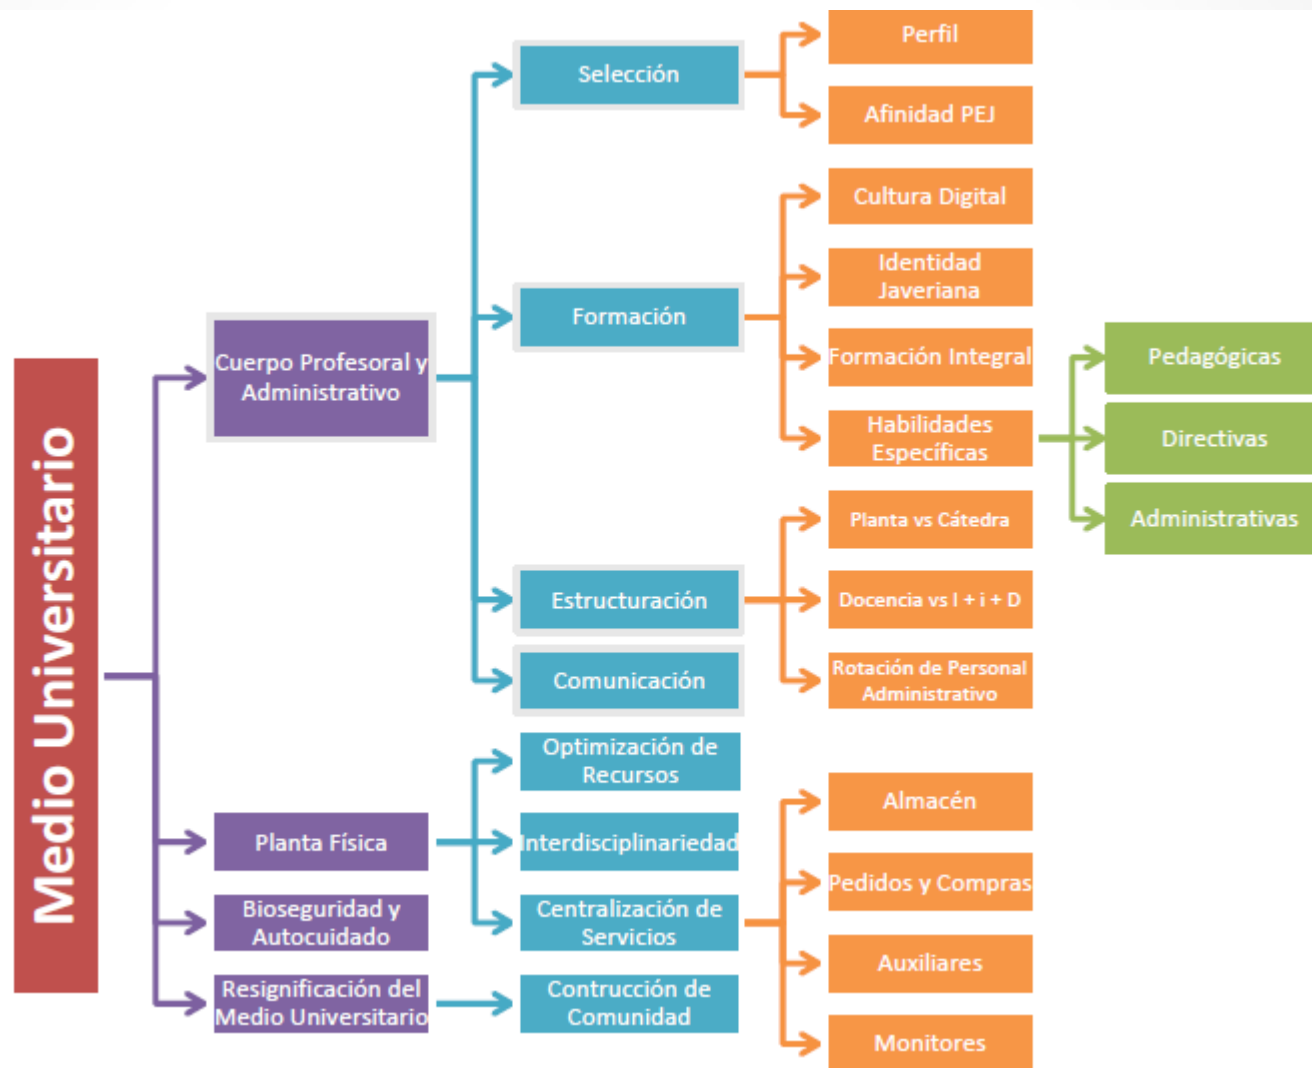 Medio Universitario
Cuerpo Profesoral y
Administrativo
Selección
Perfil
Afinidad PEJ
Formación
Cultura Digital
Identidad
Javeriana
Formación Integral
Habilidades
Específicas
Pedagógicas
Directivas
Administrativas
Estructuración
Planta vs Cátedra
Docencia vs I + i + D
Rotación de Personal
Administrativo
Comunicación
Planta Física
Optimización de
Recursos
Interdisciplinariedad
Centralización de
Servicios
Almacén
Pedidos y Compras
Auxiliares
Monitores
Bioseguridad y
Autocuidado
Resignificación del
Medio Universitario
Contrucción de
Comunidad